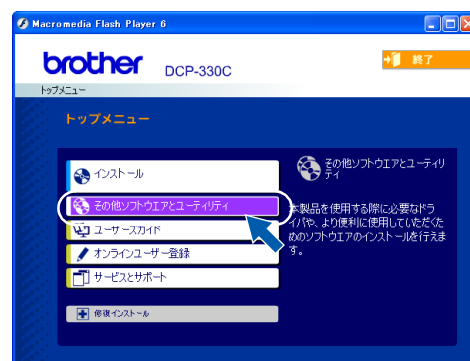 Macromedia Flash Player 6
brother DCP-330C
終了
トップメニュー
トップメニュー
インストール
その他ソフトウエアとユーティリティ
ユーザーズガイド
オンラインユーザー登録
サービスとサポート
修復インストール
その他ソフトウエアとユーティリ
ティ
本製品を使用する際に必要なドラ
イバや、より便利に使用していただくた
めのソフトウエアのインストールを行えま
す。